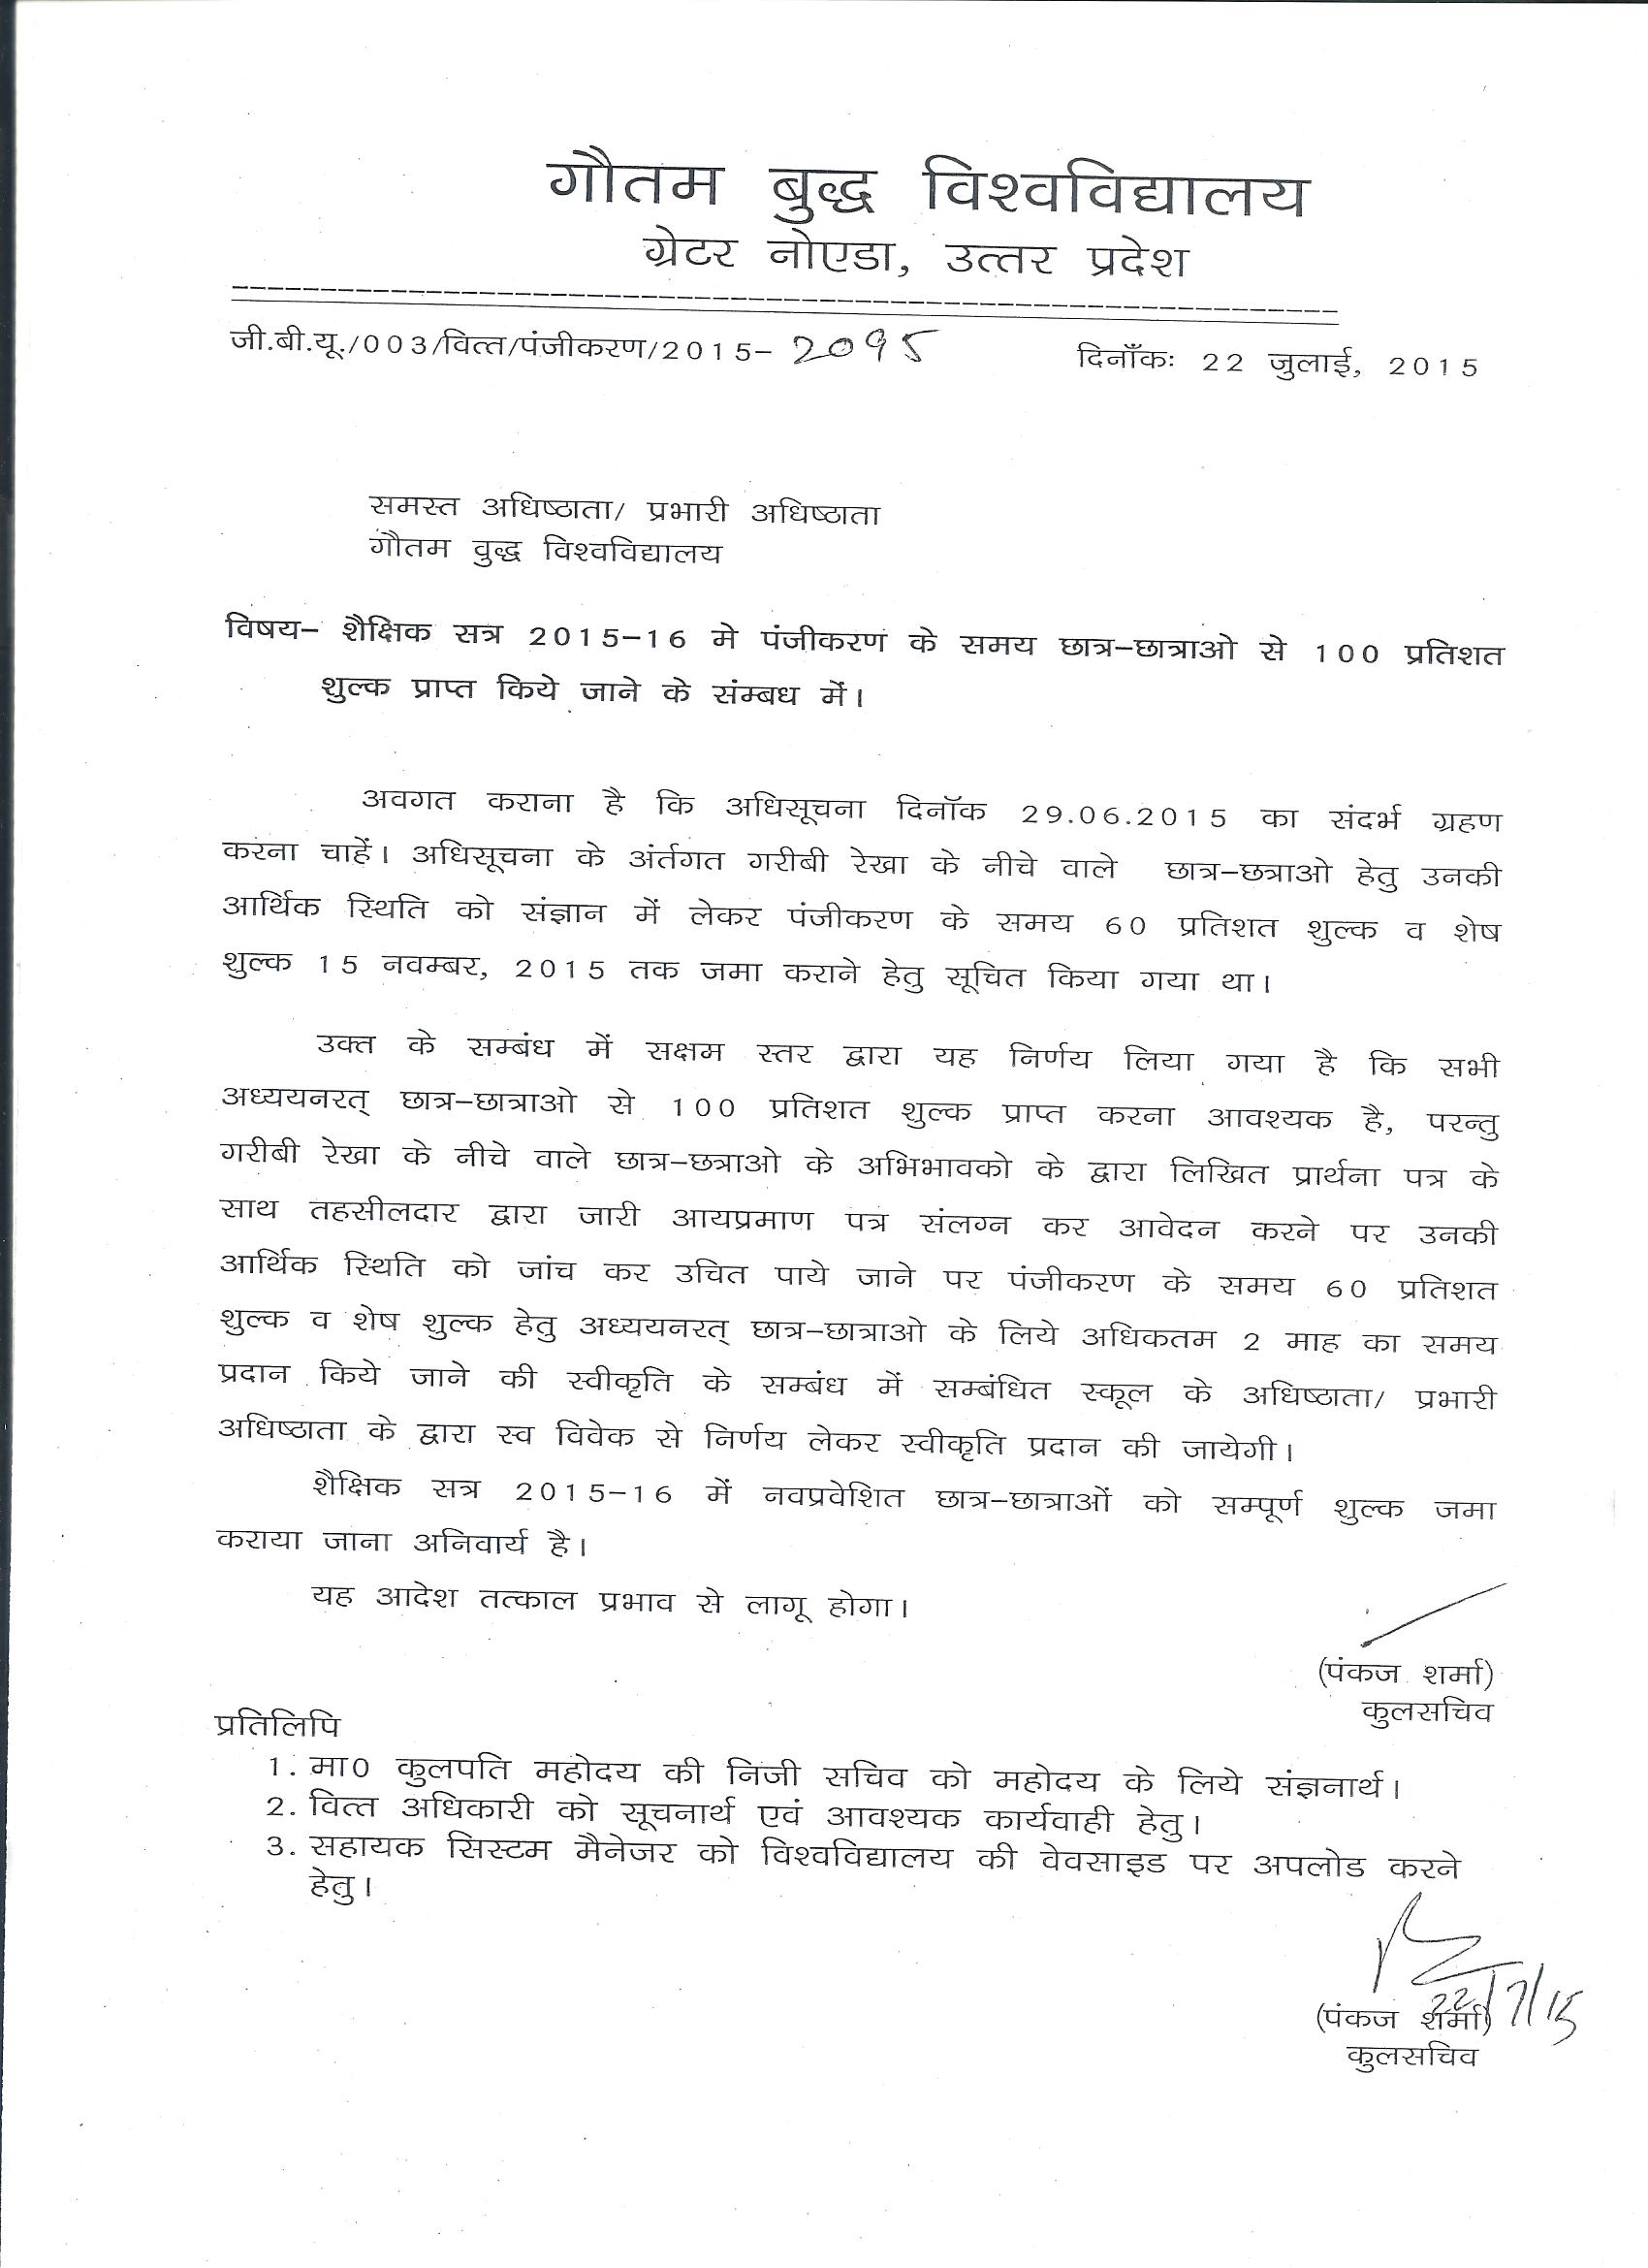 गौतम बुद्ध विश्वविद्यालय
ग्रेटर नोएडा, उत्तर प्रदेश
जी.बी.यू./003/वित्त/पंजीकरण/2015- 2095 दिनाँकः 22 जुलाई, 2015
समस्त अधिष्ठाता/ प्रभारी अधिष्ठाता
गौतम वुद्ध विश्वविद्यालय
विषय- शैक्षिक सत्र 2015-16 मे पंजीकरण के समय छात्र-छात्राओ से 100 प्रतिशत
शुल्क प्राप्त किये जाने के संम्बध में।
अवगत कराना है कि अधिसूचना दिनॉक 29.06.2015 का संदर्भ ग्रहण
करना चाहें। अधिसूचना के अंर्तगत गरीबी रेखा के नीचे वाले छात्र-छत्राओ हेतु उनकी
आर्थिक स्थिति को संज्ञान में लेकर पंजीकरण के समय 60 प्रतिशत शुल्क व शेष
शुल्क 15 नवम्बर, 2015 तक जमा कराने हेतु सूचित किया गया था।
उक्त के सम्बंध में सक्षम स्तर द्वारा यह निर्णय लिया गया है कि सभी
अध्ययनरत् छात्र-छात्राओ से 100 प्रतिशत शुल्क प्राप्त करना आवश्यक है, परन्तु
गरीबी रेखा के नीचे वाले छात्र-छत्राओ के अभिभावको के द्वारा लिखित प्रार्थना पत्र के
साथ तहसीलदार द्वारा जारी आयप्रमाण पत्र संलग्न कर आवेदन करने पर उनकी
आर्थिक स्थिति को जांच कर उचित पाये जाने पर पंजीकरण के समय 60 प्रतिशत
शुल्क व शेष शुल्क हेतु अध्ययनरत् छात्र-छात्राओ के लिये अधिकतम 2 माह का समय
प्रदान किये जाने की स्वीकृति के सम्बंध में सम्बंधित स्कूल के अधिष्ठाता/ प्रभारी
अधिष्ठाता के द्वारा स्व विवेक से निर्णय लेकर स्वीकृति प्रदान की जायेगी।
शैक्षिक सत्र 2015-16 में नवप्रवेशित छात्र-छात्राओं को सम्पूर्ण शुल्क जमा
कराया जाना अनिवार्य है।
यह आदेश तत्काल प्रभाव से लागू होगा।
(पंकज शर्मा)
कुलसचिव
प्रतिलिपि
1. मा0 कुलपति महोदय की निजी सचिव को महोदय के लिये संज्ञनार्थ।
2. वित्त अधिकारी को सूचनार्थ एवं आवश्यक कार्यवाही हेतु।
3. सहायक सिस्टम मैनेजर को विश्वविद्यालय की वेवसाइड पर अपलोड करने
हेतु।
22/7/15
(पंकज शर्मा)
कुलसचिव